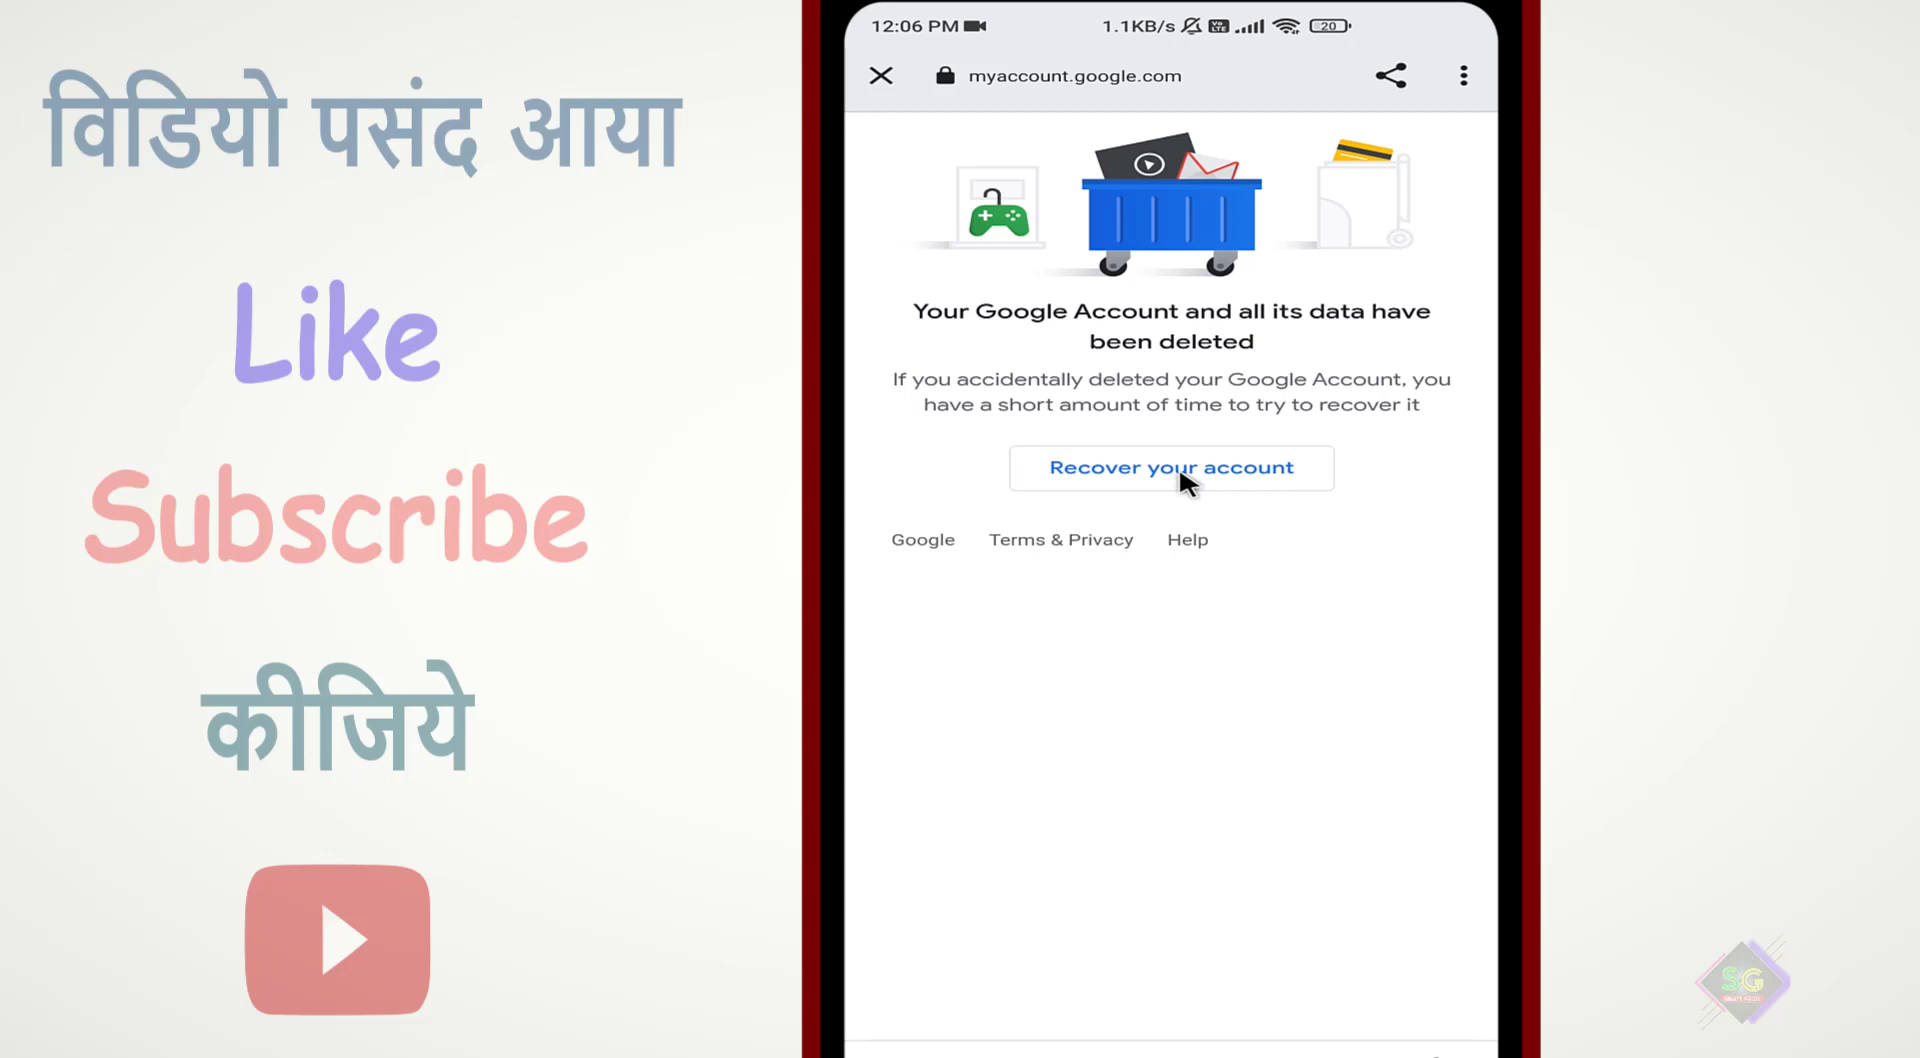 विडियो पसंद आया
Like
Subscribe
कीजिये
12:06 PM
1.1KB/s
Vo LTE
20
myaccount.google.com
Your Google Account and all its data have
been deleted
If you accidentally deleted your Google Account, you
have a short amount of time to try to recover it
Recover your account
Google Terms & Privacy Help
SG